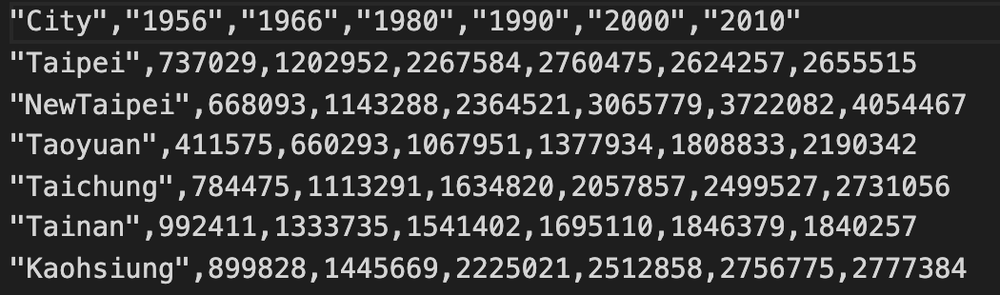 "City","1956","1966","1980","1990","2000","2010"
"Taipei",737029,1202952,2267584,2760475,2624257,2655515
"NewTaipei",668093,1143288,2364521,3065779,3722082,4054467
"Taoyuan",411575,660293,1067951,1377934,1808833,2190342
"Taichung",784475,1113291,1634820,2057857,2499527,2731056
"Tainan",992411,1333735,1541402,1695110,1846379,1840257
"Kaohsiung",899828,1445669,2225021,2512858,2756775,2777384